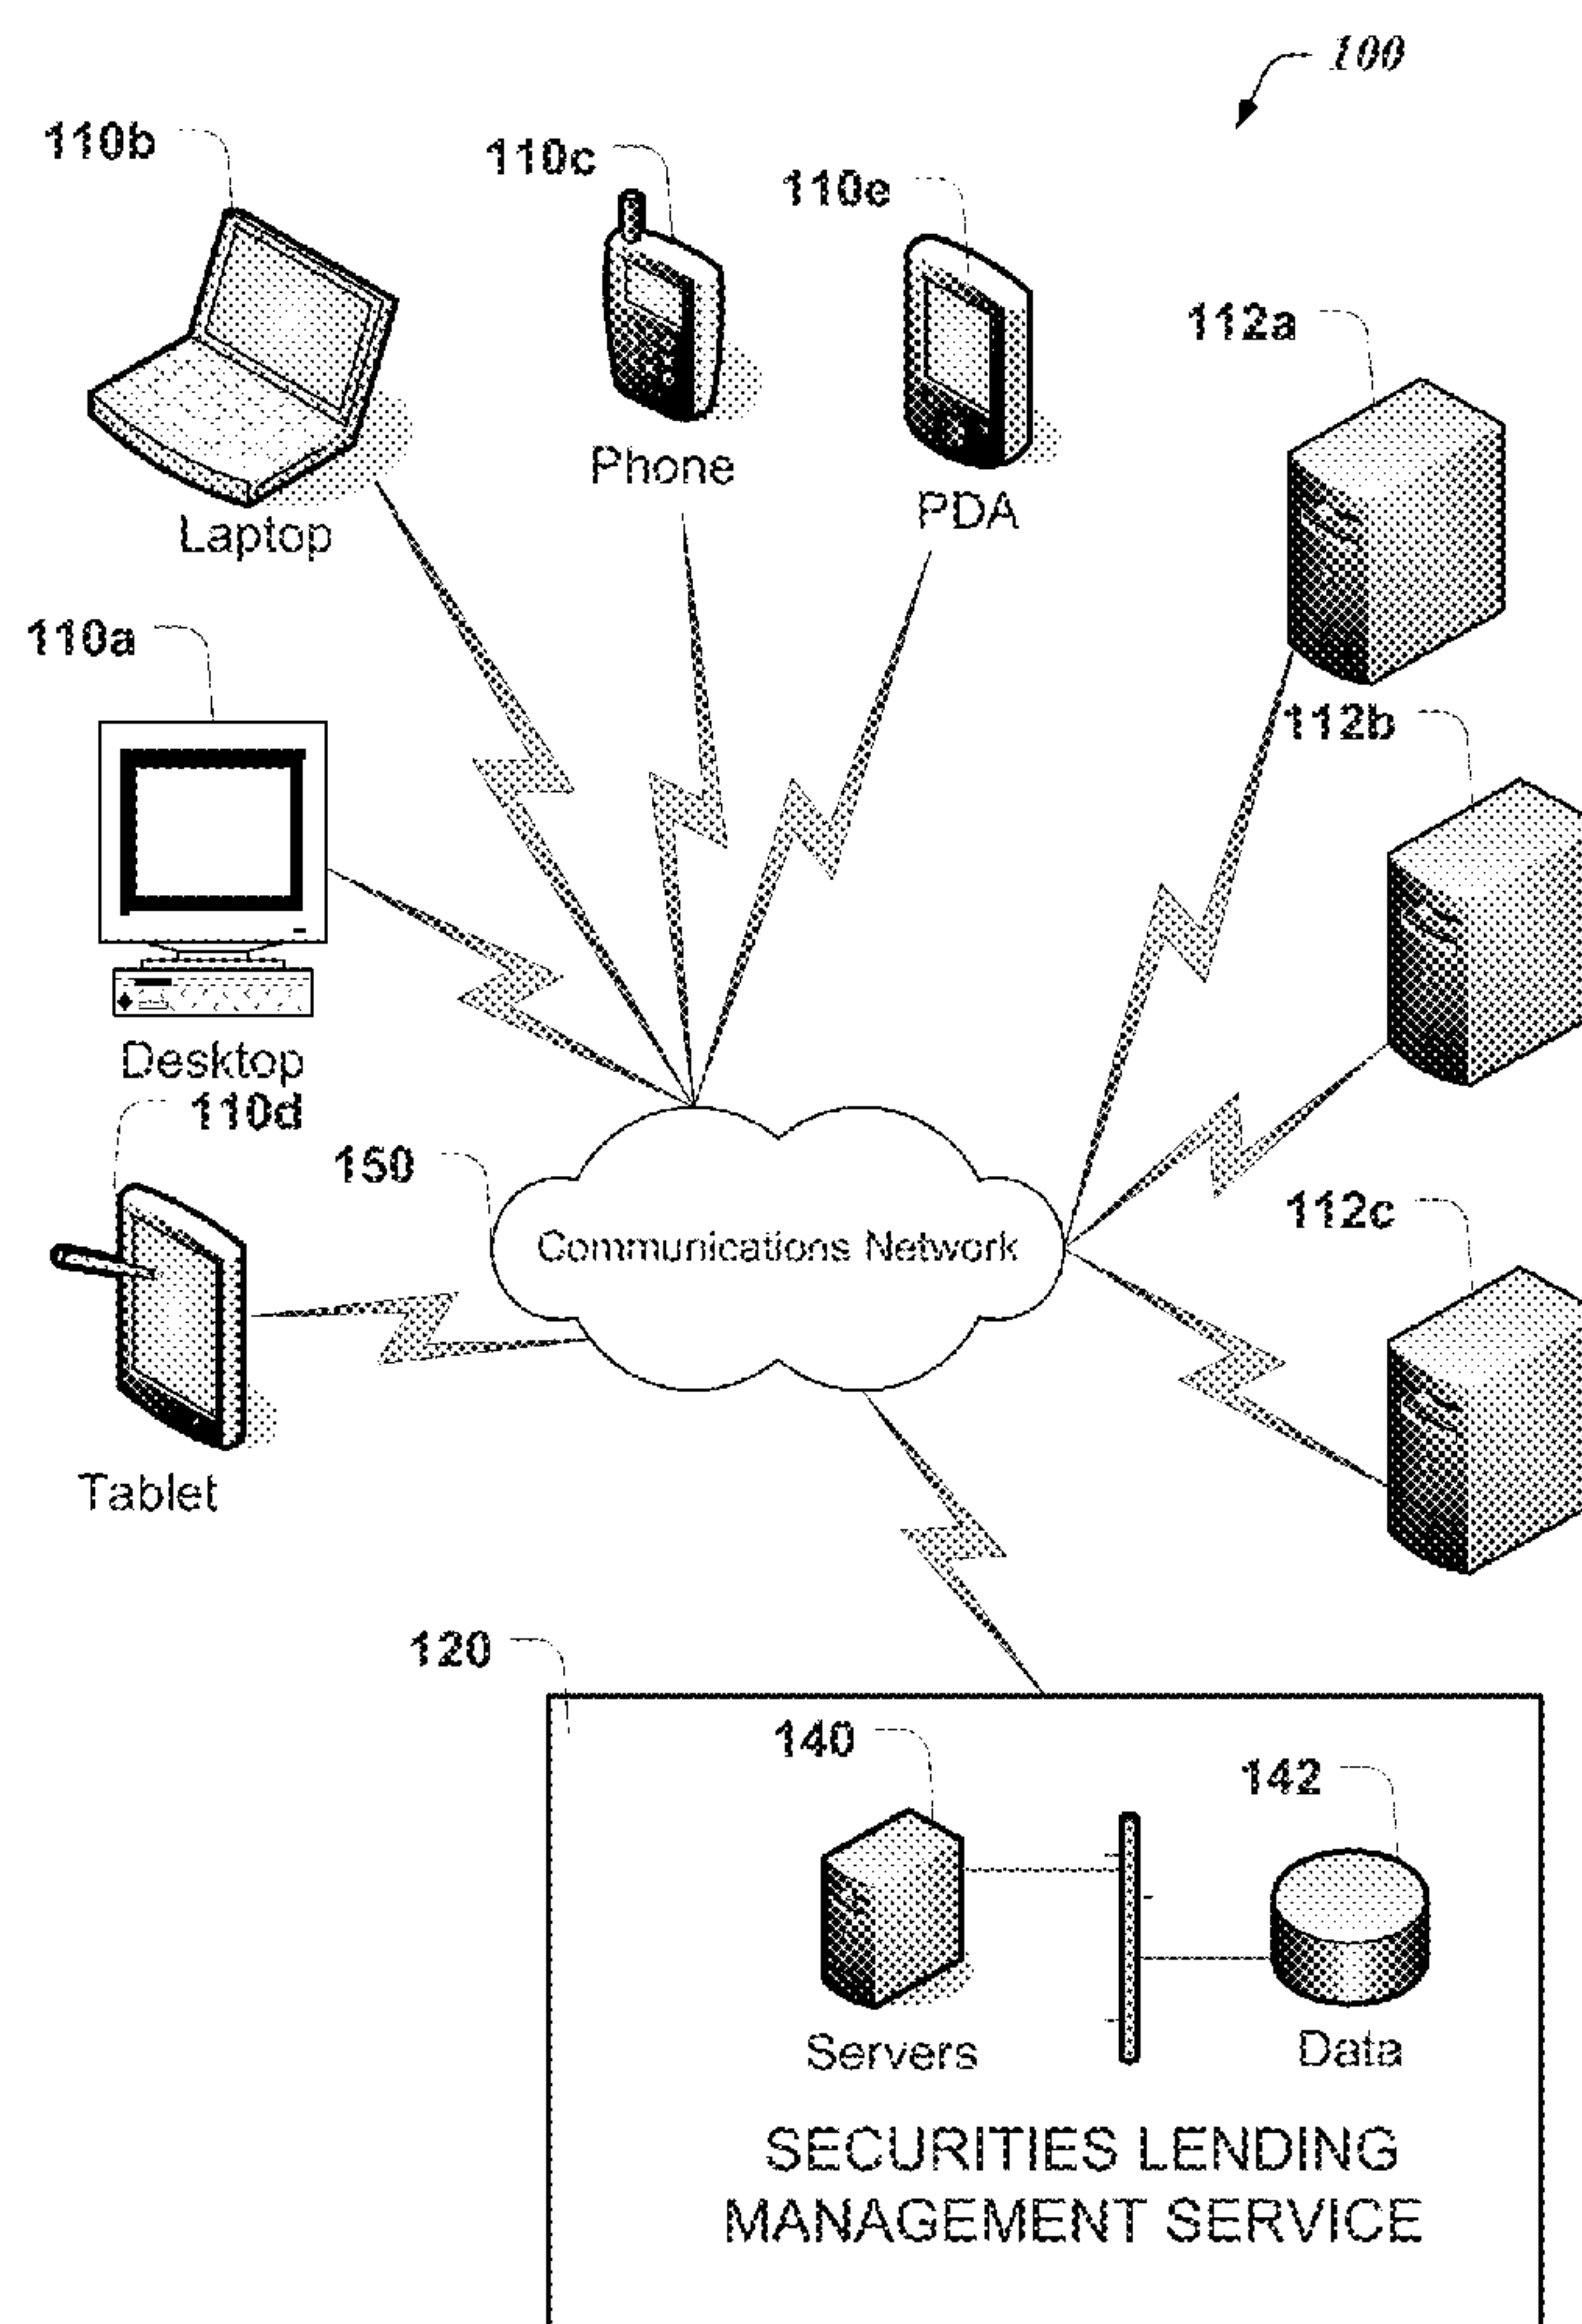 100
110b
110c
110e
112a
Phone
PDA
Laptop
110a
112b
Desktop
110d
150
112c
Communications Network
Tablet
120
140
142
Servers
Data
SECURITIES LENDING
MANAGEMENT SERVICE